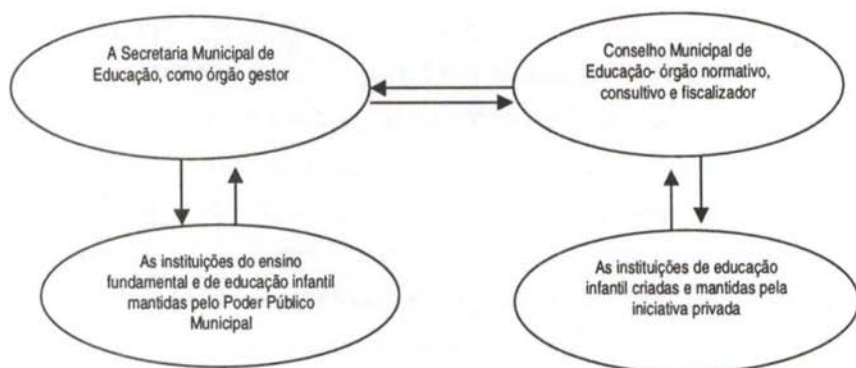 A Secretaria Municipal de
Educação, como órgão gestor
Conselho Municipal de
Educação- órgão normativo,
consultivo e fiscalizador
As instituições do ensino
fundamental e de educação infantil
mantidas pelo Poder Público
Municipal
As instituições de educação
infantil criadas e mantidas pela
iniciativa privada